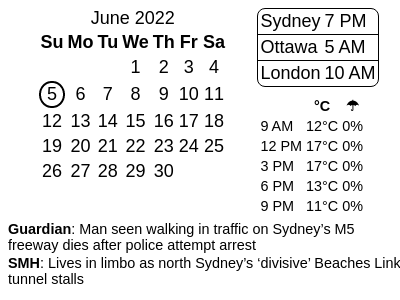 June 2022
Su Mo Tu We Th Fr Sa
1 2 3 4
5 6 7 8 9 10 11
12 13 14 15 16 17 18
19 20 21 22 23 24 25
26 27 28 29 30
Sydney 7 PM
Ottawa 5 AM
London 10 AM
°C ☂
9 AM 12°C 0%
12 PM 17°C 0%
3 PM 17°C 0%
6 PM 13°C 0%
9 PM 11°C 0%
Guardian: Man seen walking in traffic on Sydney’s M5
freeway dies after police attempt arrest
SMH: Lives in limbo as north Sydney’s ‘divisive’ Beaches Link
tunnel stalls